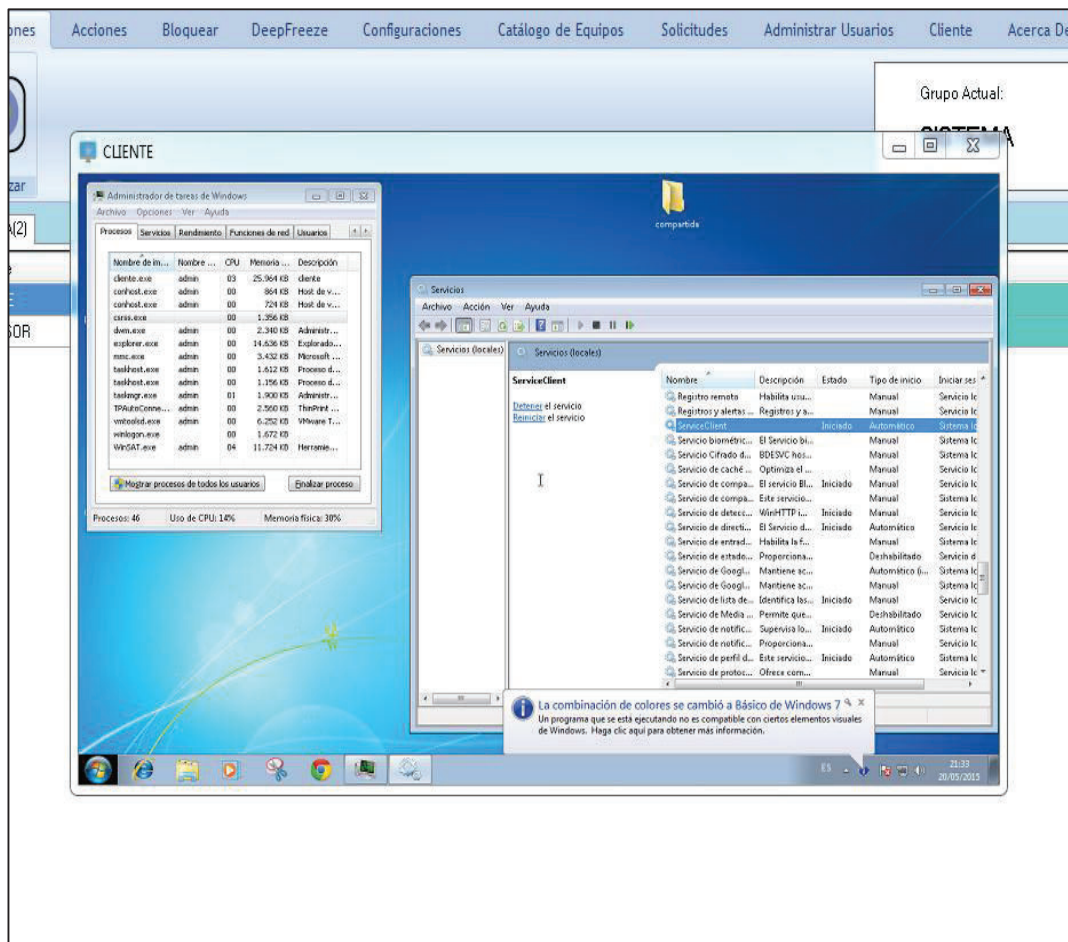 ones Acciones Bloquear DeepFreeze Configuraciones Catálogo de Equipos Solicitudes Administrar Usuarios Cliente Acerca De
Grupo Actual:
SISTEMA
zar
A(2)
SOR
CLIENTE
Administrador de tareas de Windows
Archivo Opciones Ver Ayuda
Procesos Servicios Rendimiento Funciones de red Usuarios
Nombre de im... Nombre ... CPU Memoria ... Descripción
cliente.exe admin 03 25.964 KB cliente
conhost.exe admin 00 864 KB Host de v...
conhost.exe admin 00 724 KB Host de v...
csrss.exe 00 1.356 KB
dwm.exe admin 00 2.340 KB Administr...
explorer.exe admin 00 14.636 KB Explorado...
mmc.exe admin 00 3.432 KB Microsoft ...
taskhost.exe admin 00 1.612 KB Proceso d...
taskhost.exe admin 00 1.156 KB Proceso d...
taskmgr.exe admin 01 1.900 KB Administr...
TPAutoConne... admin 00 2.560 KB ThinPrint ...
vmtoolsd.exe admin 00 6.252 KB VMware T...
winlogon.exe 00 1.672 KB
WinSAT.exe admin 04 11.724 KB Herramie...
Mostrar procesos de todos los usuarios Finalizar proceso
Procesos: 46 Uso de CPU: 14% Memoria física: 30%
compartida
Servicios
Archivo Acción Ver Ayuda
Servicios (locales)
Servicios (locales)
ServiceClient
Detener el servicio
Reiniciar el servicio
Nombre Descripción Estado Tipo de inicio Iniciar ses
Registro remoto Habilita usu... Manual Servicio lc
Registros y alertas ... Registros y a... Manual Servicio lc
ServiceClient Iniciado Automático Sistema lc
Servicio biométric... El Servicio bi... Manual Sistema lc
Servicio Cifrado d... BDESVC hos... Manual Sistema lc
Servicio de caché ... Optimiza el ... Manual Servicio lc
Servicio de compa... El servicio Bl... Iniciado Manual Servicio lc
Servicio de compa... Este servicio... Manual Sistema lc
Servicio de detecc... WinHTTP i... Iniciado Manual Servicio lc
Servicio de directi... El Servicio d... Iniciado Automático Servicio lc
Servicio de entrad... Habilita la f... Manual Sistema lc
Servicio de estado... Proporciona... Deshabilitado Servicio d
Servicio de Googl... Mantiene ac... Automático (i... Sistema lc
Servicio de Googl... Mantiene ac... Manual Sistema lc
Servicio de lista de... Identifica las... Iniciado Manual Servicio lc
Servicio de Media ... Permite que... Deshabilitado Servicio lc
Servicio de notific... Supervisa lo... Iniciado Automático Sistema lc
Servicio de notific... Proporciona... Manual Servicio lc
Servicio de perfil d... Este servicio... Iniciado Automático Sistema lc
Servicio de protoc... Ofrece com... Manual Servicio lc
La combinación de colores se cambió a Básico de Windows 7
Un programa que se está ejecutando no es compatible con ciertos elementos visuales
de Windows. Haga clic aquí para obtener más información.
ES
21:33
20/05/2015